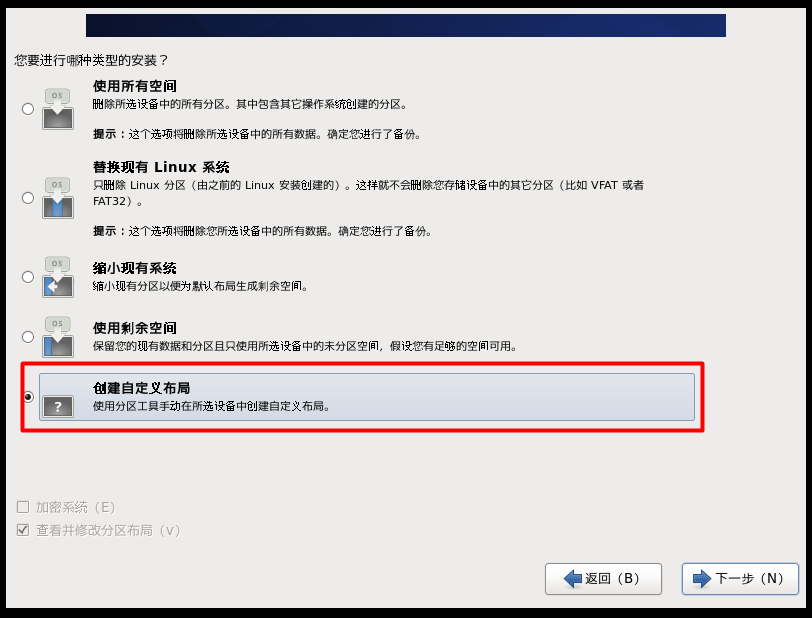 您要进行哪种类型的安装？
OS
使用所有空间
删除所选设备中的所有分区。其中包含其它操作系统创建的分区。
提示：这个选项将删除所选设备中的所有数据。确定您进行了备份。
OS
替换现有 Linux 系统
只删除 Linux 分区（由之前的 Linux 安装创建的）。这样就不会删除您存储设备中的其它分区（比如 VFAT 或者
FAT32）。
提示：这个选项将删除您所选设备中的所有数据。确定您进行了备份。
OS
缩小现有系统
缩小现有分区以便为默认布局生成剩余空间。
OS
使用剩余空间
保留您的现有数据和分区且只使用所选设备中的未分区空间，假设您有足够的空间可用。
?
创建自定义布局
使用分区工具手动在所选设备中创建自定义布局。
加密系统（E）
查看并修改分区布局（V）
返回（B）
下一步（N）